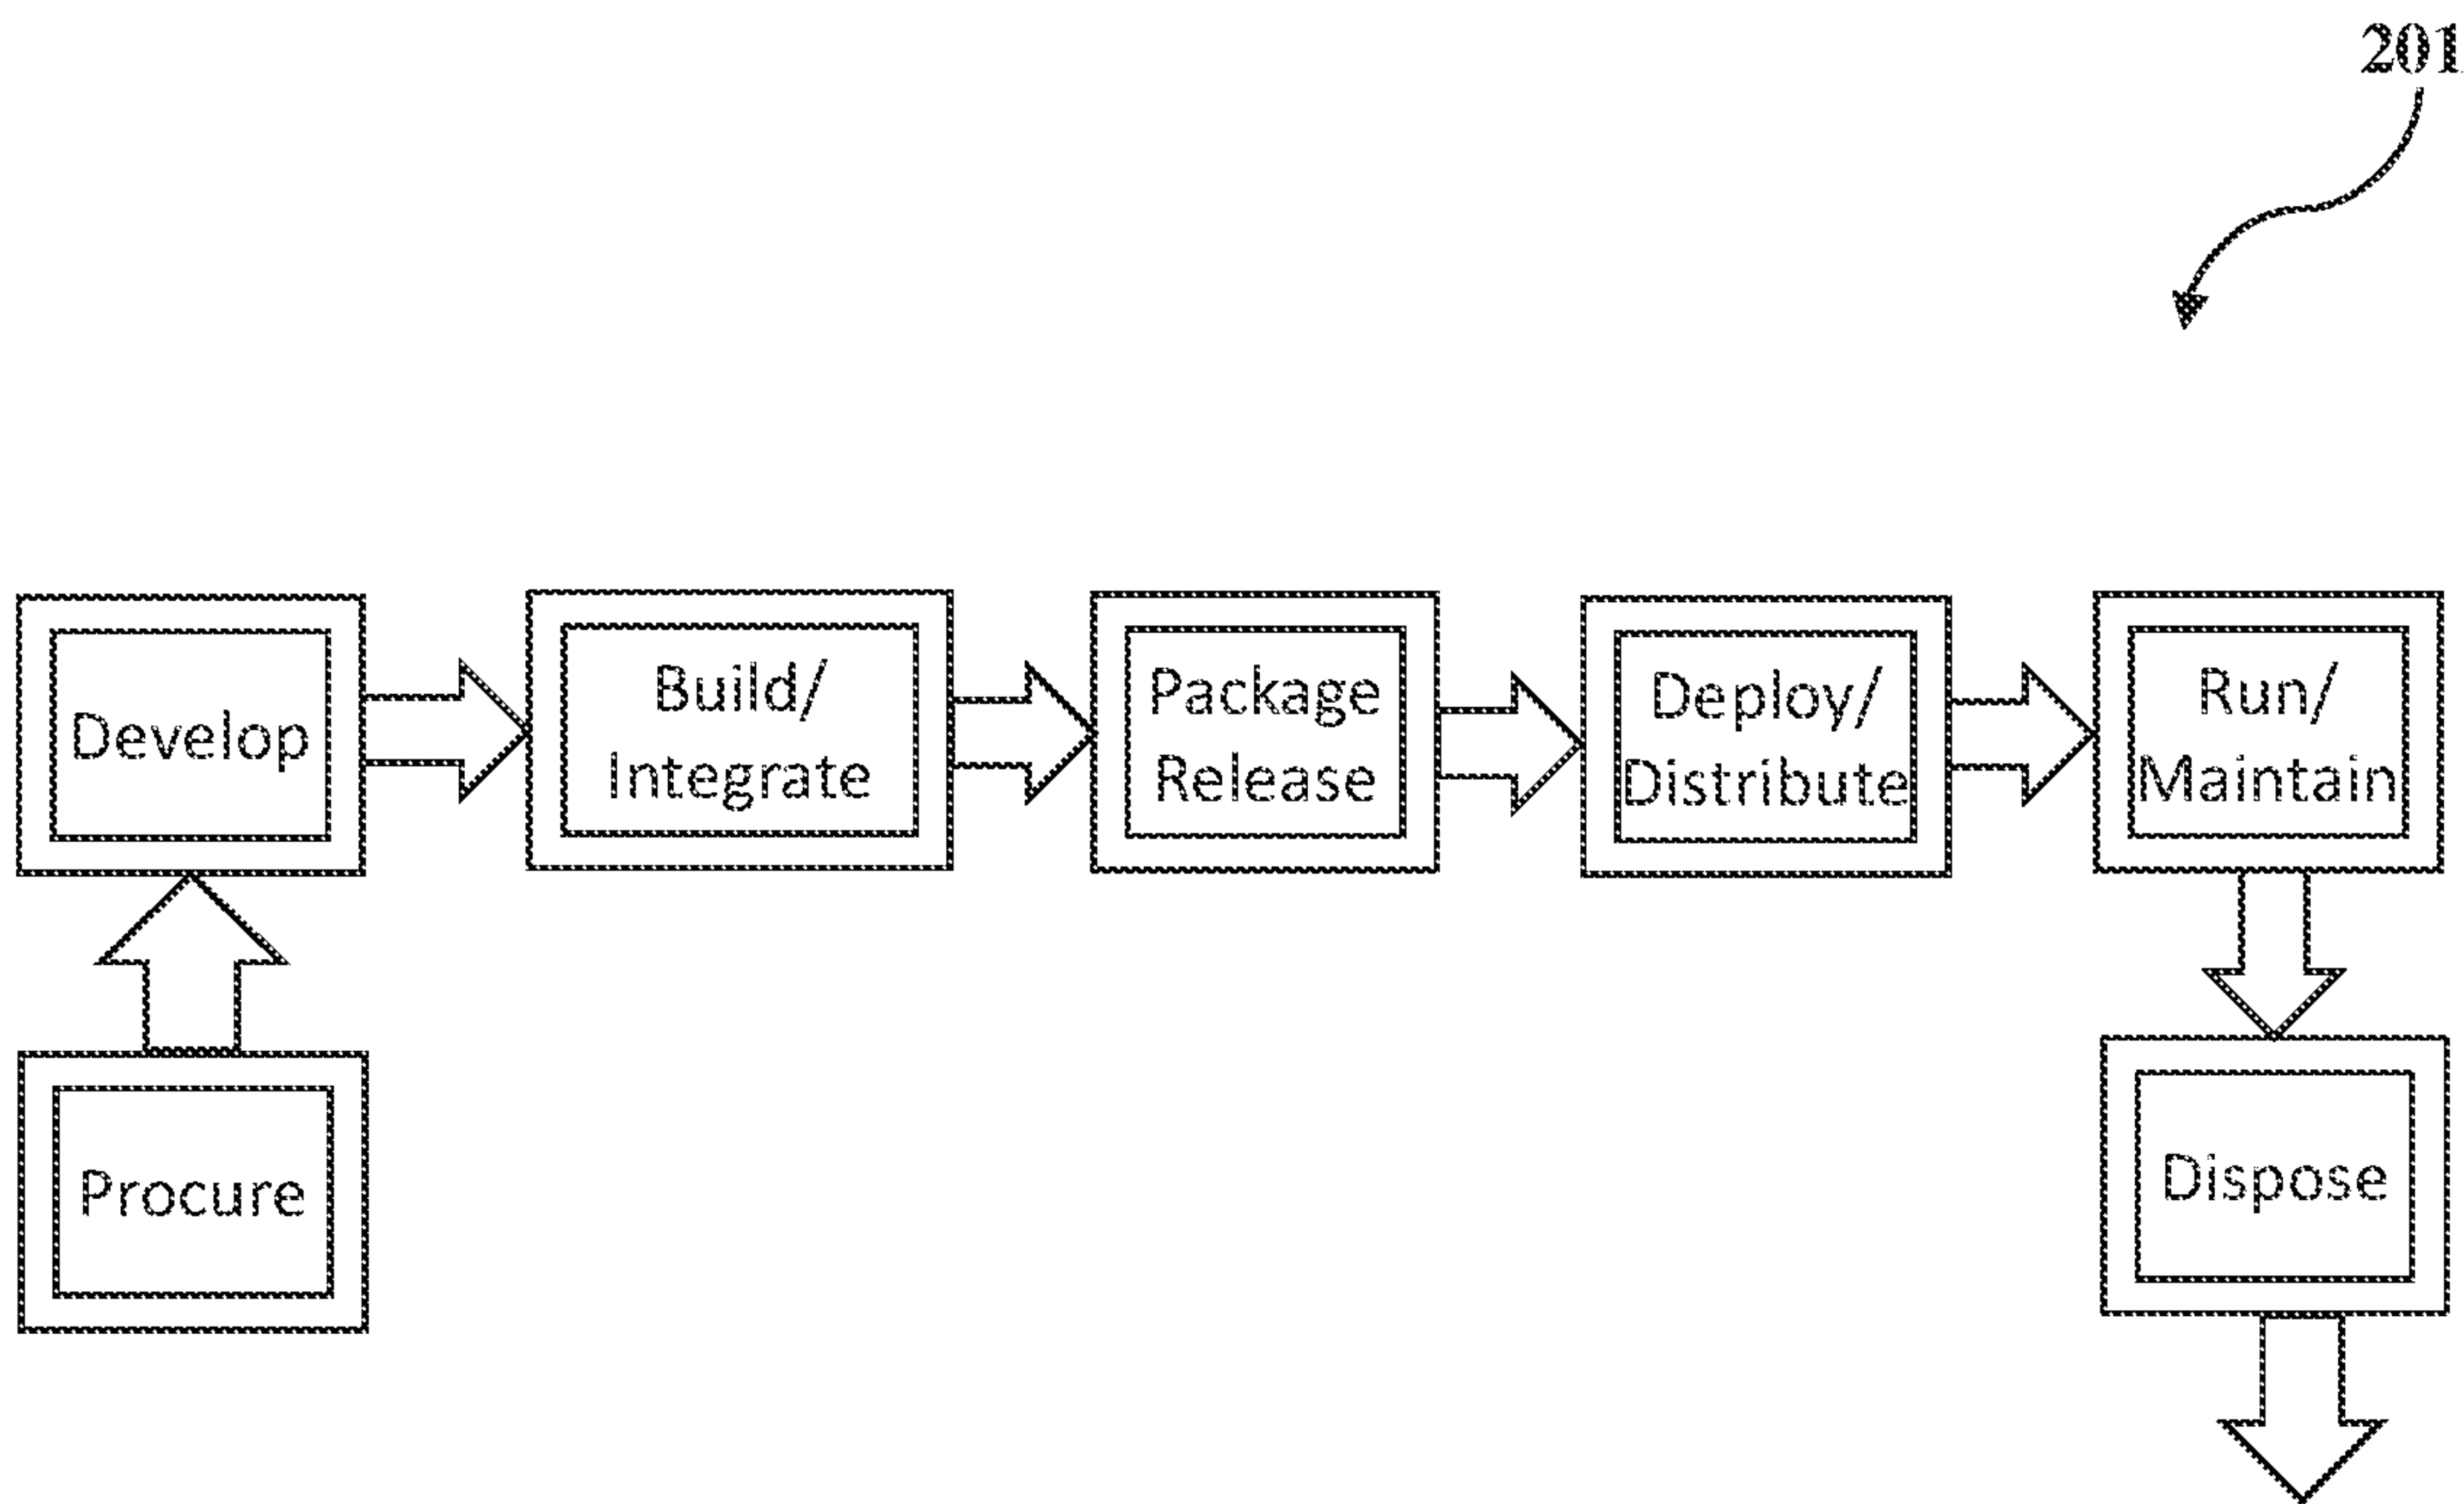 201
Develop
Build/
Integrate
Package
Release
Deploy/
Distribute
Run/
Maintain
Procure
Dispose